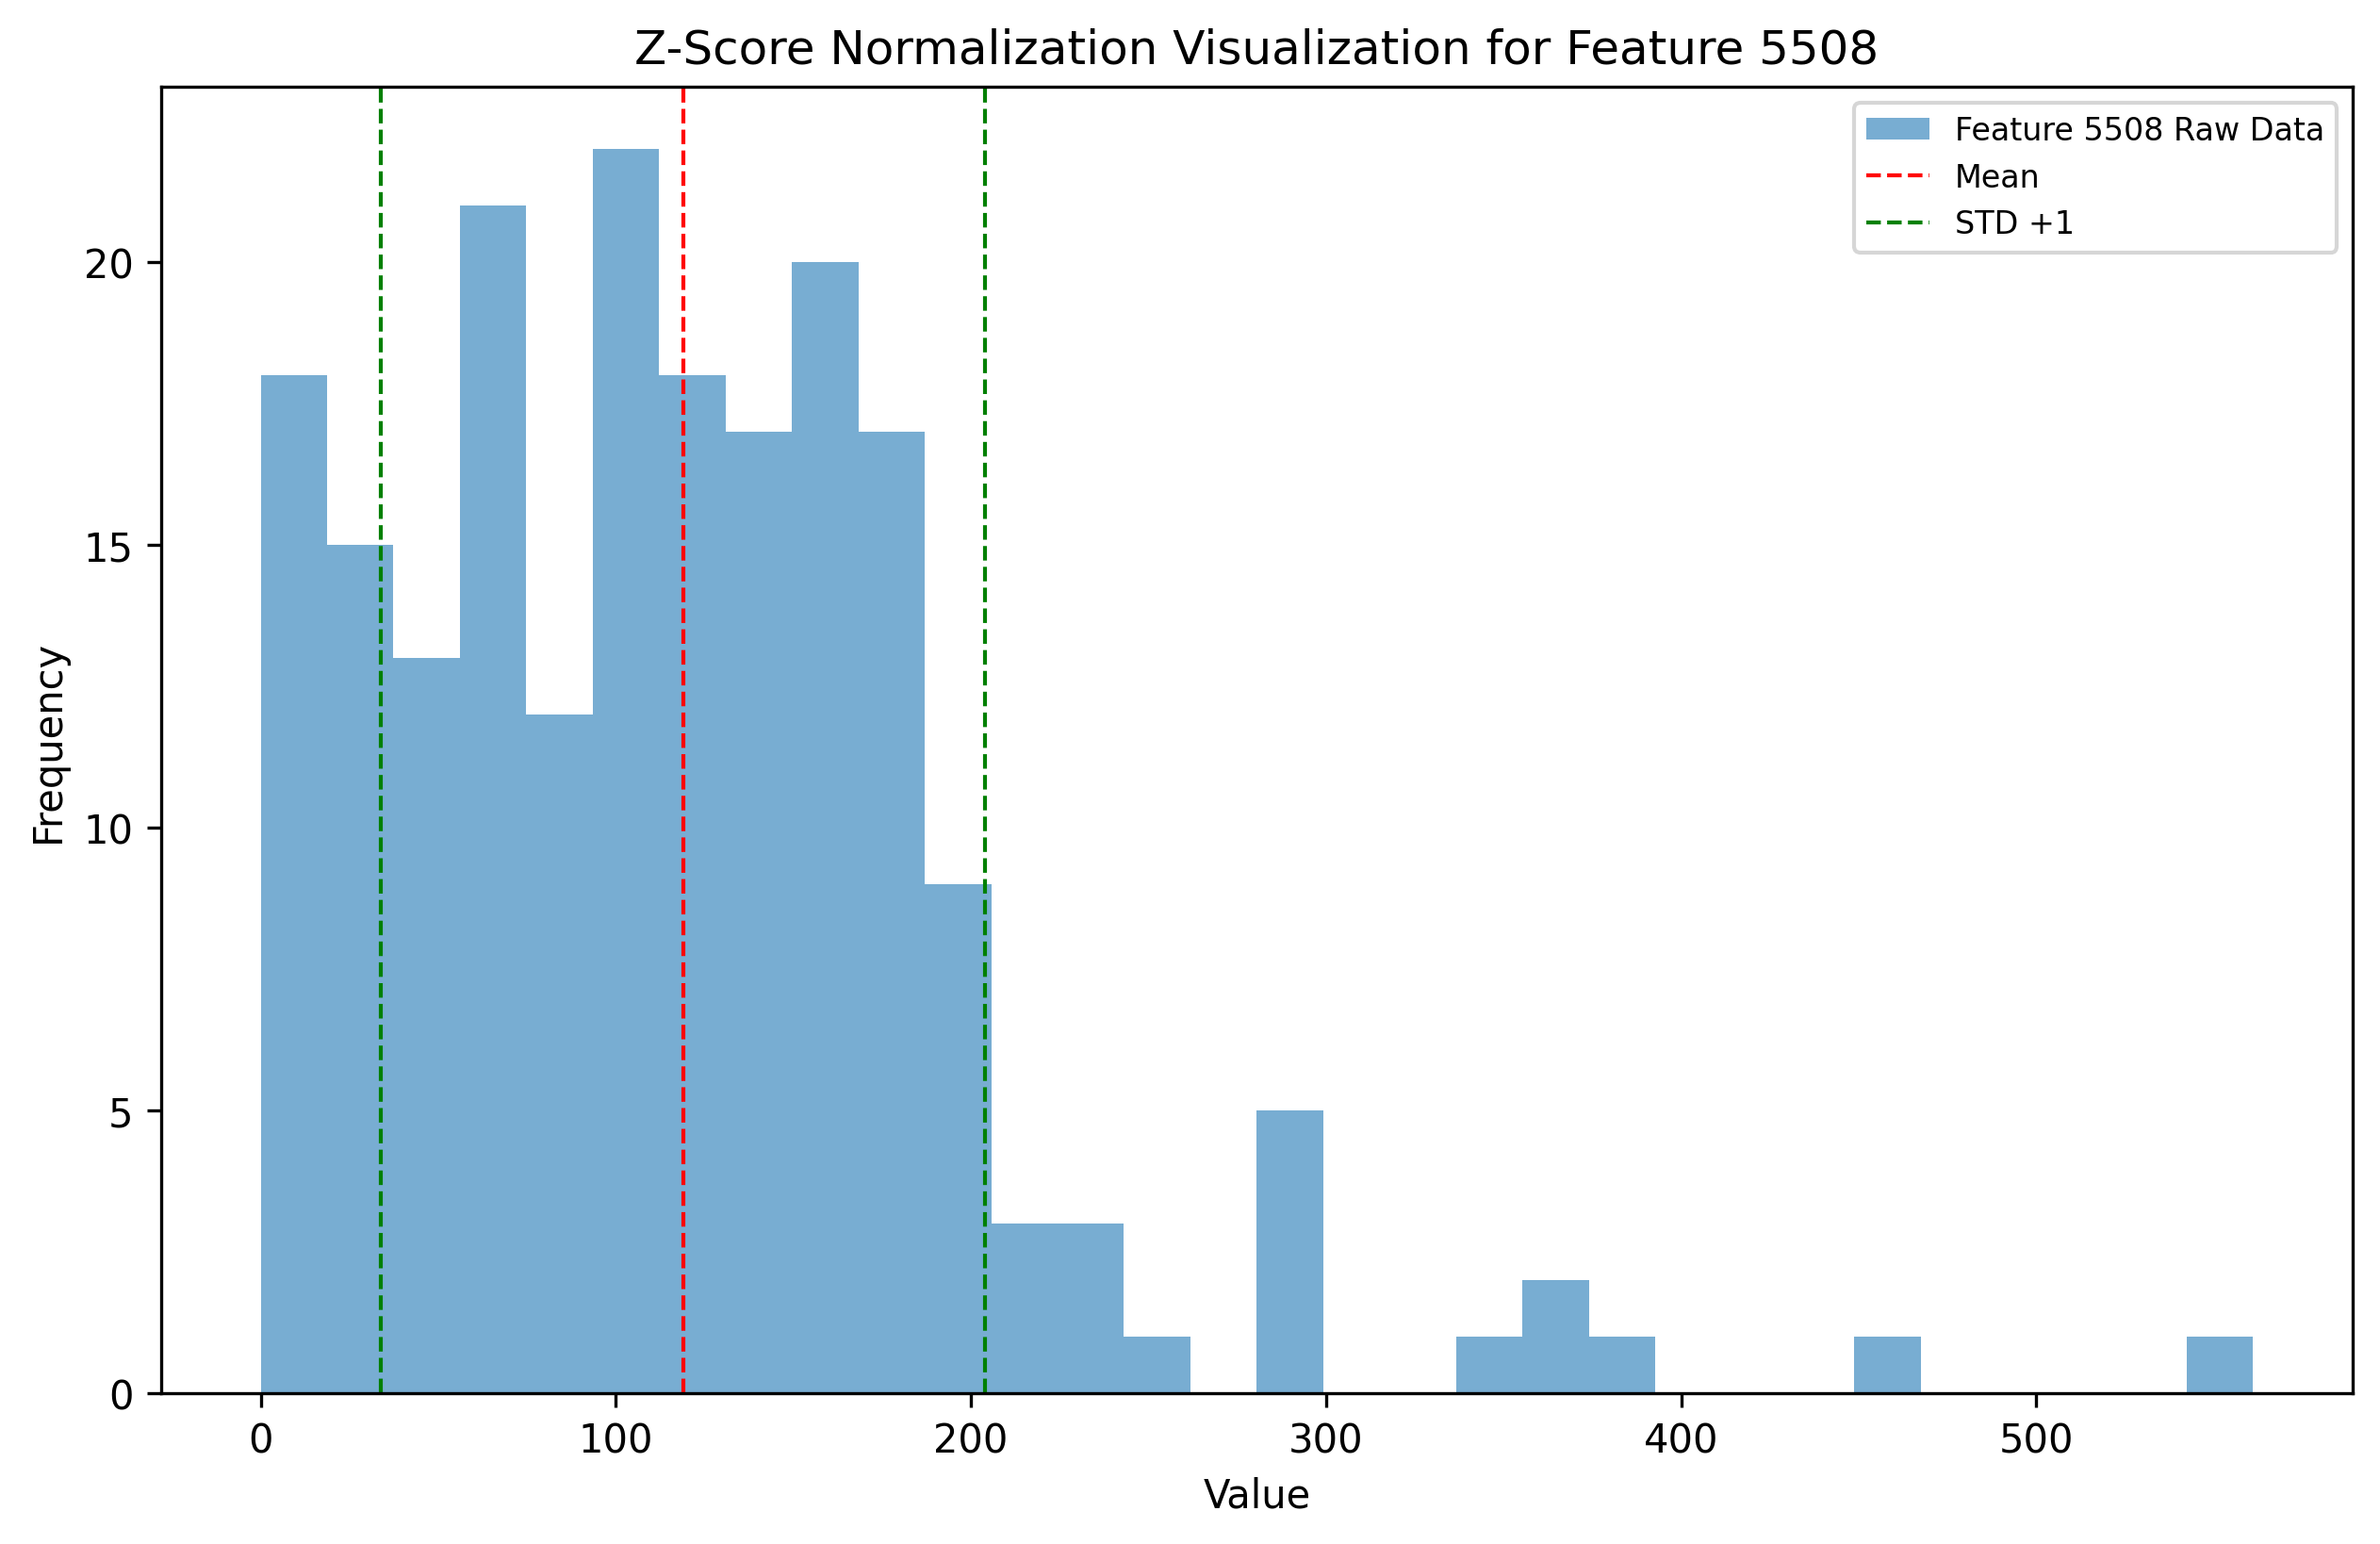 Z-Score Normalization Visualization for Feature 5508
Feature 5508 Raw Data
Mean
STD +1
20
15
10
5
0
Frequency
0 100 200 300 400 500
Value